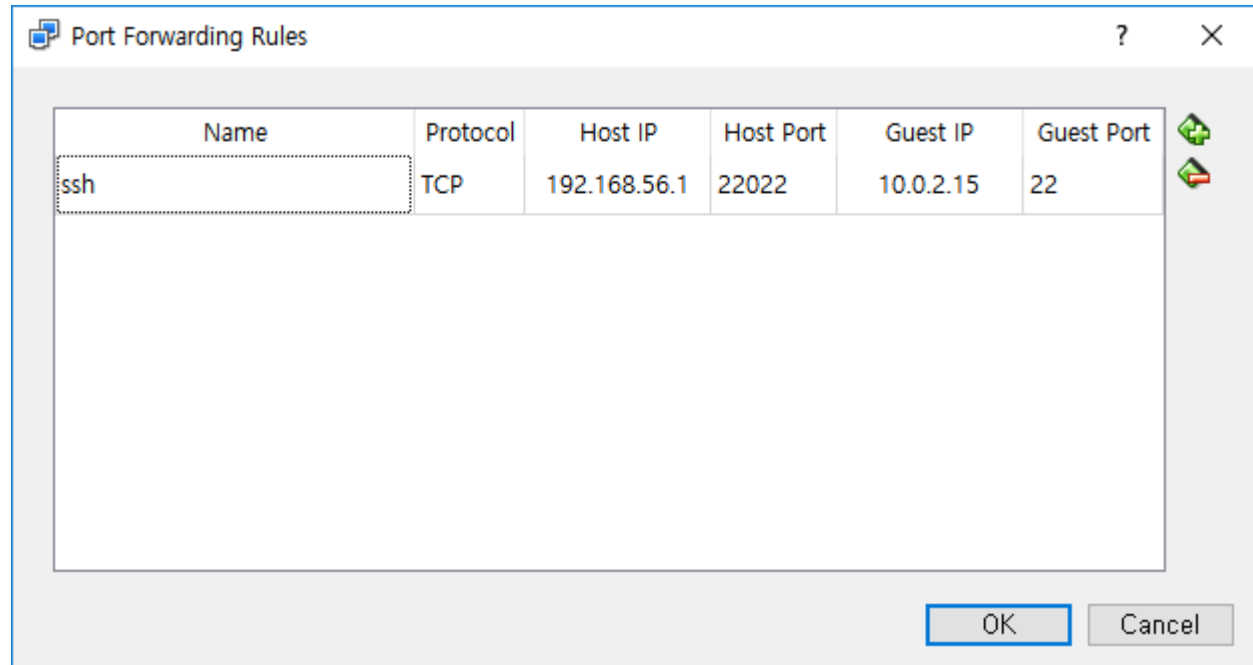 Port Forwarding Rules ?
Name Protocol Host IP Host Port Guest IP Guest Port
ssh TCP 192.168.56.1 22022 10.0.2.15 22
OK Cancel